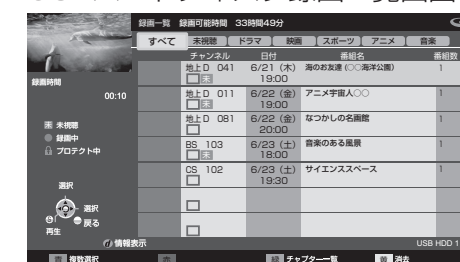 録画一覧 録画可能時間 33時間49分
すべて 未視聴 ドラマ 映画 スポーツ アニメ 音楽
チャンネル 日付 番組名 番組数
地上D 041 6/21 (木) 海のお友達 (○○海洋公園) 1
未 19:00
地上D 011 6/22 (金) アニメ宇宙人○○ 1
未 19:00
地上D 081 6/22 (金) なつかしの名画館 1
20:00
BS 103 6/23 (土) 音楽のある風景 1
未 18:00
CS 102 6/23 (土) サイエンススペース 1
19:30
録画時間
00:10
未 未視聴
録画中
プロテクト中
選択
選択
戻る
再生
情報表示
USB HDD 1
青 複数選択 赤 緑 チャプター一覧 黄 消去